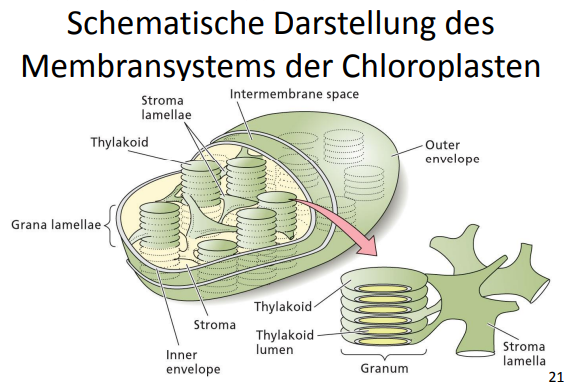 Schematische Darstellung des
Membransystems der Chloroplasten
Stroma
lamellae
Intermembrane space
Thylakoid
Outer
envelope
Grana lamellae
Stroma
Inner
envelope
Thylakoid
Thylakoid
lumen
Granum
Stroma
lamella
21